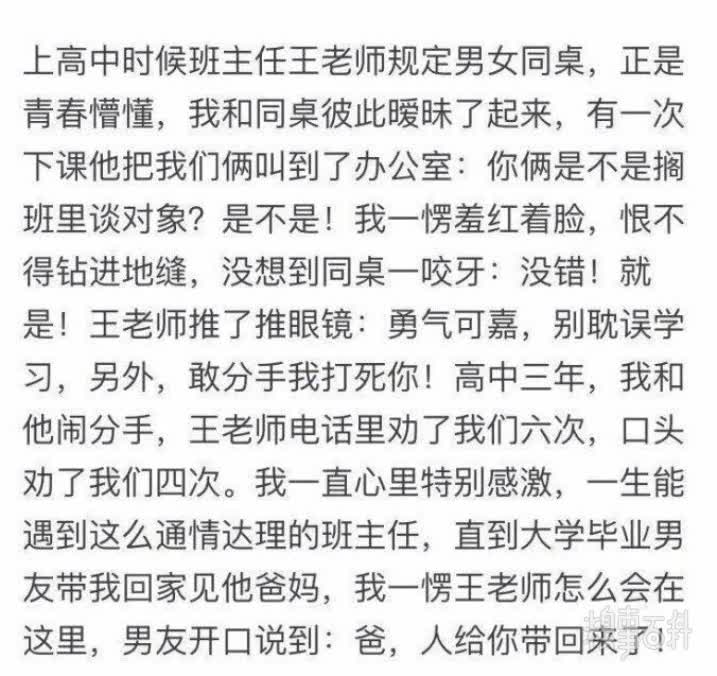 上高中时候班主任王老师规定男女同桌，正是
青春懵懂，我和同桌彼此暧昧了起来，有一次
下课他把我们俩叫到了办公室：你俩是不是搁
班里谈对象？是不是！我一愣羞红着脸，恨不
得钻进地缝，没想到同桌一咬牙：没错！就
是！王老师推了推眼镜：勇气可嘉，别耽误学
习，另外，敢分手我打死你！高中三年，我和
他闹分手，王老师电话里劝了我们六次，口头
劝了我们四次。我一直心里特别感激，一生能
遇到这么通情达理的班主任，直到大学毕业男
友带我回家见他爸妈，我一愣王老师怎么会在
这里，男友开口说到：爸，人给你带回来了！